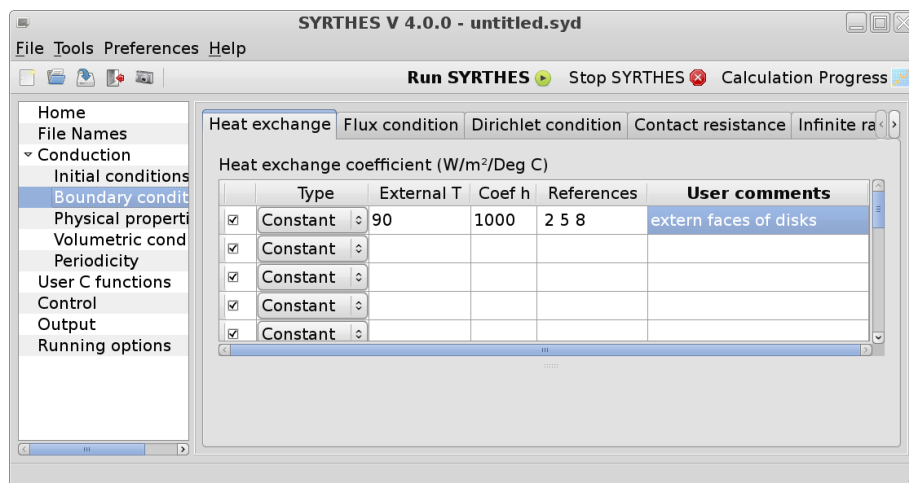 SYRTHES V 4.0.0 - untitled.syd
File Tools Preferences Help
Run SYRTHES Stop SYRTHES Calculation Progress
Home
File Names
Conduction
Initial conditions
Boundary condit
Physical properti
Volumetric cond
Periodicity
User C functions
Control
Output
Running options
Heat exchange Flux condition Dirichlet condition Contact resistance Infinite ra
Heat exchange coefficient (W/m²/Deg C)
Type External T Coef h References User comments
Constant 90 1000 2 5 8 extern faces of disks
Constant
Constant
Constant
Constant